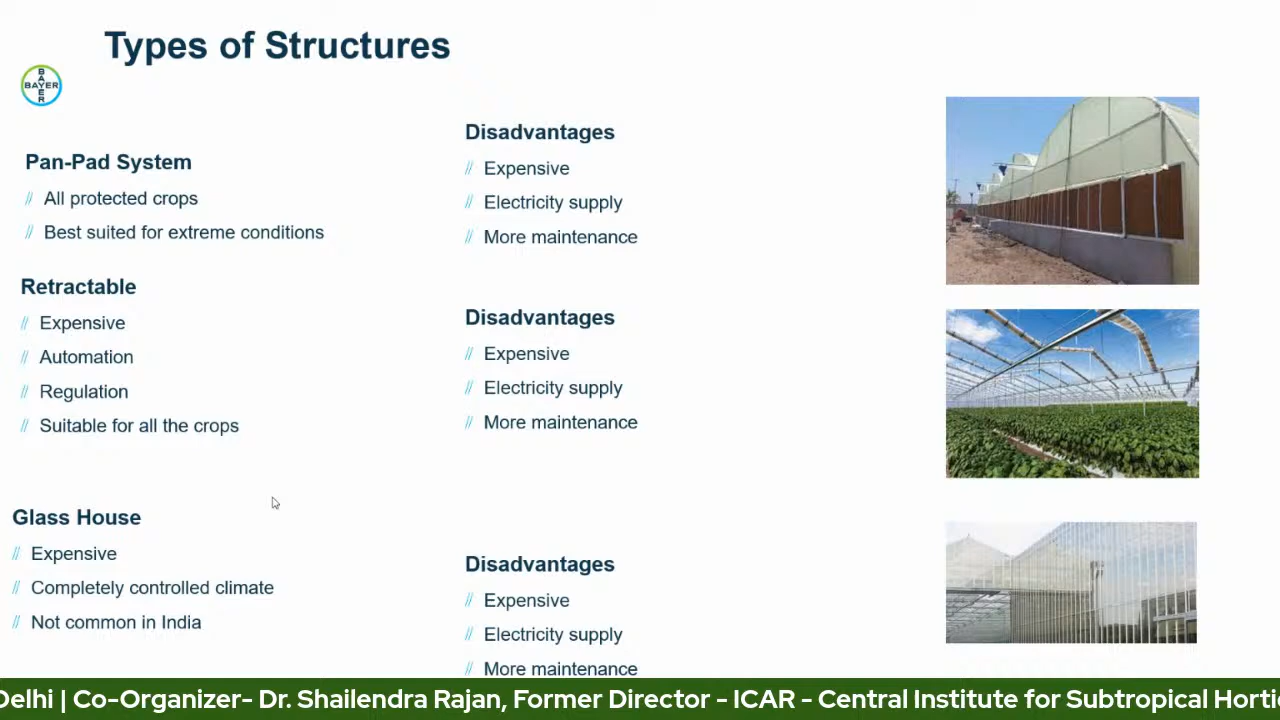 Types of Structures
BAYER
BAYER
Pan-Pad System
// All protected crops
// Best suited for extreme conditions
Disadvantages
// Expensive
// Electricity supply
// More maintenance
Retractable
// Expensive
// Automation
// Regulation
// Suitable for all the crops
Disadvantages
// Expensive
// Electricity supply
// More maintenance
Glass House
// Expensive
// Completely controlled climate
// Not common in India
Disadvantages
// Expensive
// Electricity supply
// More maintenance
Delhi | Co-Organizer- Dr. Shailendra Rajan, Former Director - ICAR - Central Institute for Subtropical Horti